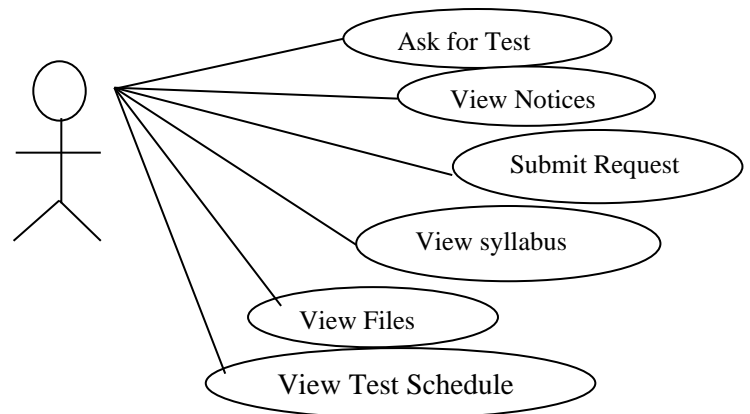 Ask for Test
View Notices
Submit Request
View syllabus
View Files
View Test Schedule